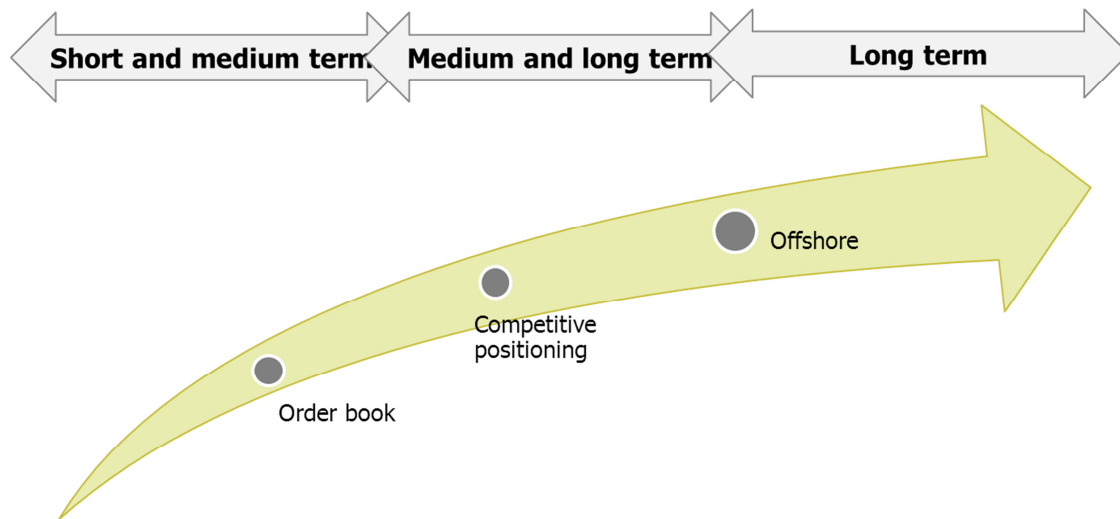 Short and medium term
Medium and long term
Long term
Offshore
Competitive
positioning
Order book